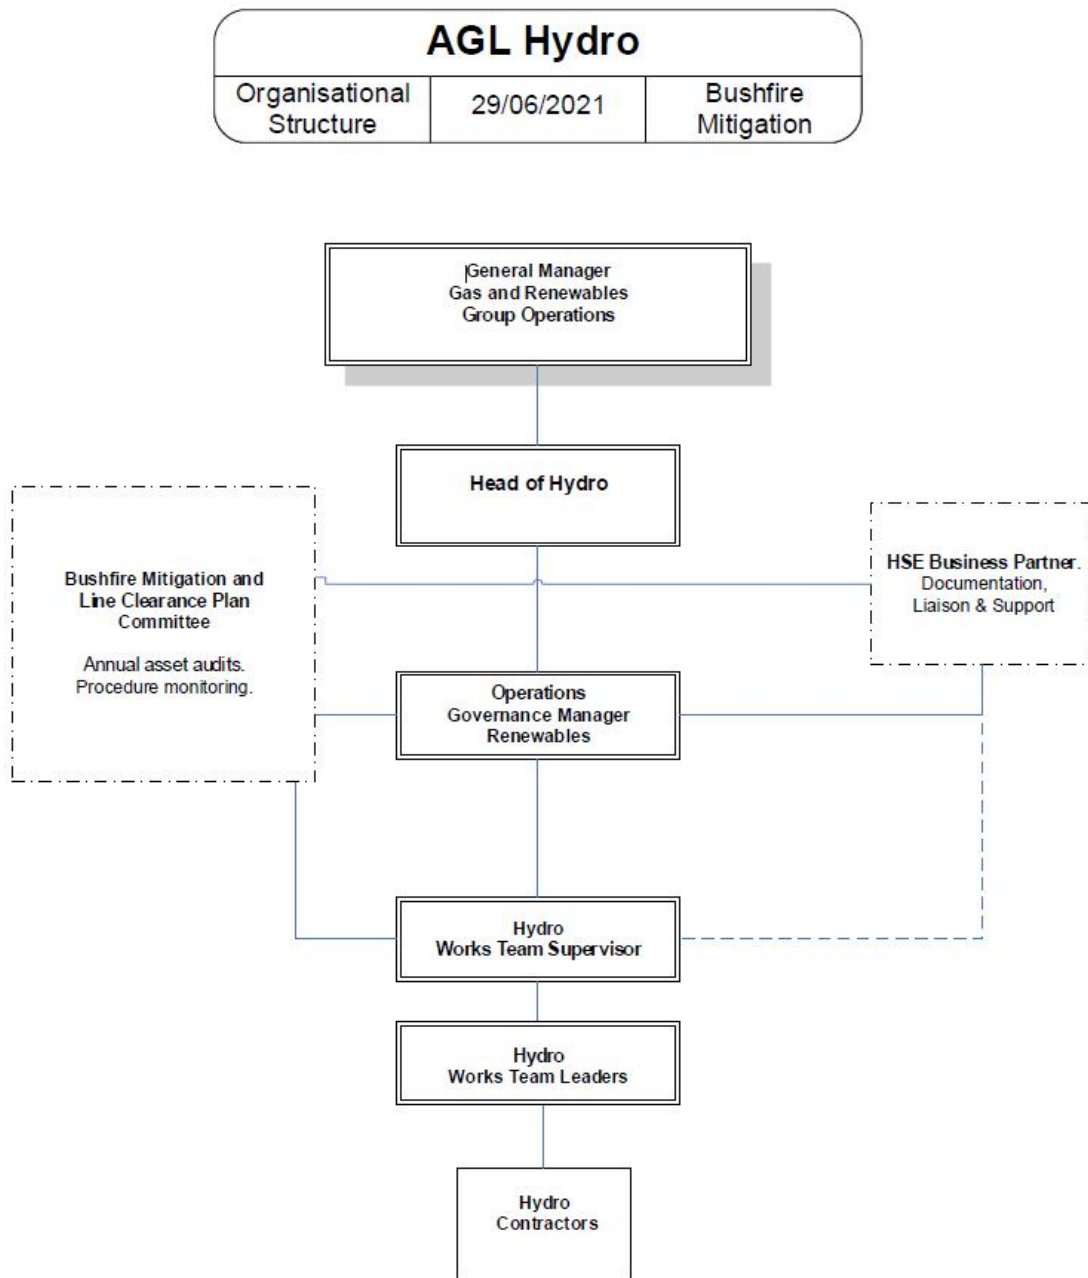 AGL Hydro
Organisational
Structure
29/06/2021
Bushfire
Mitigation
General Manager
Gas and Renewables
Group Operations
Head of Hydro
Bushfire Mitigation and
Line Clearance Plan
Committee
Annual asset audits.
Procedure monitoring.
HSE Business Partner.
Documentation,
Liaison & Support
Operations
Governance Manager
Renewables
Hydro
Works Team Supervisor
Hydro
Works Team Leaders
Hydro
Contractors